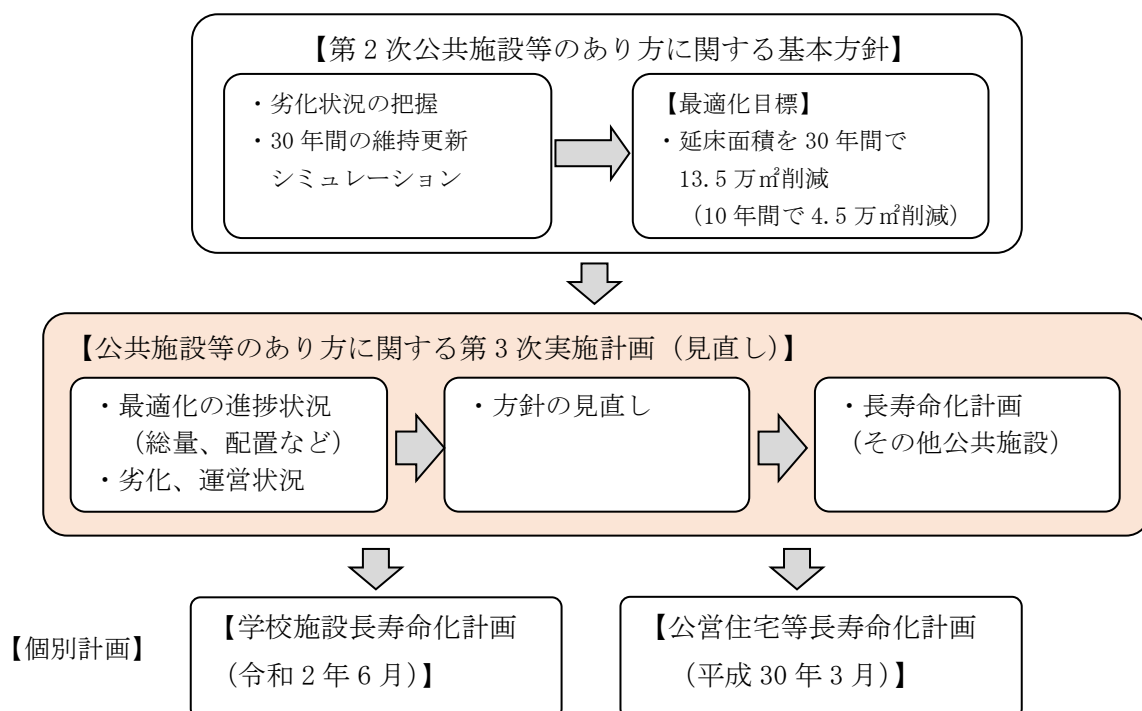 【第2次公共施設等のあり方に関する基本方針】
・劣化状況の把握
・30年間の維持更新
シミュレーション
【最適化目標】
・延床面積を30年間で
13.5万㎡削減
（10年間で4.5万㎡削減）
【公共施設等のあり方に関する第3次実施計画（見直し）】
・最適化の進捗状況
（総量、配置など）
・劣化、運営状況
・方針の見直し
・長寿命化計画
（その他公共施設）
【個別計画】
【学校施設長寿命化計画
（令和2年6月）】
【公営住宅等長寿命化計画
（平成30年3月）】